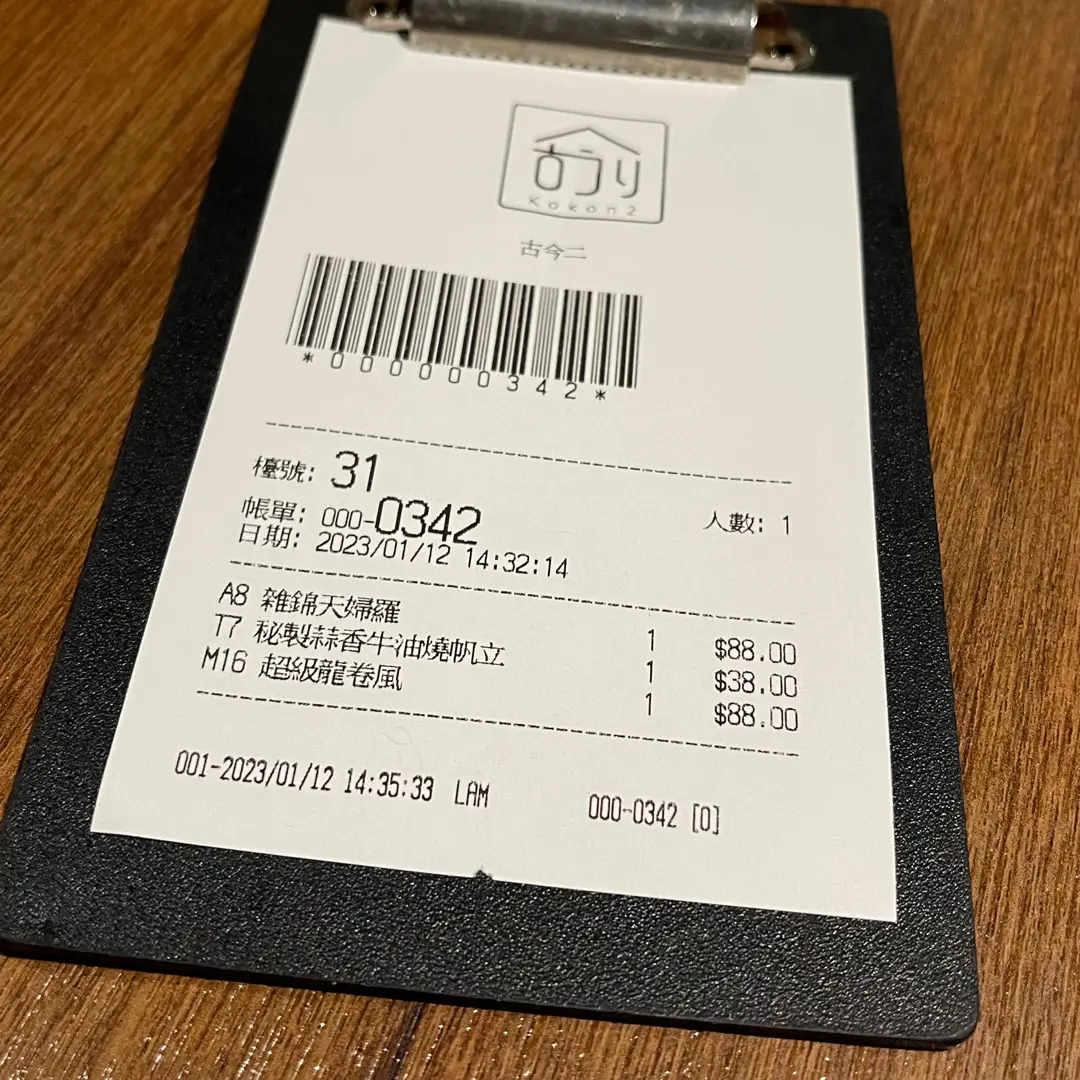 古今り
Kokon2
古今二
*000000342*
檯號: 31
帳單: 000-0342 人數: 1
日期: 2023/01/12 14:32:14
A8 雜錦天婦羅 1 $88.00
T7 秘製蒜香牛油燒帆立 1 $38.00
M16 超級龍卷風 1 $88.00
001-2023/01/12 14:35:33 LAM 000-0342 [0]